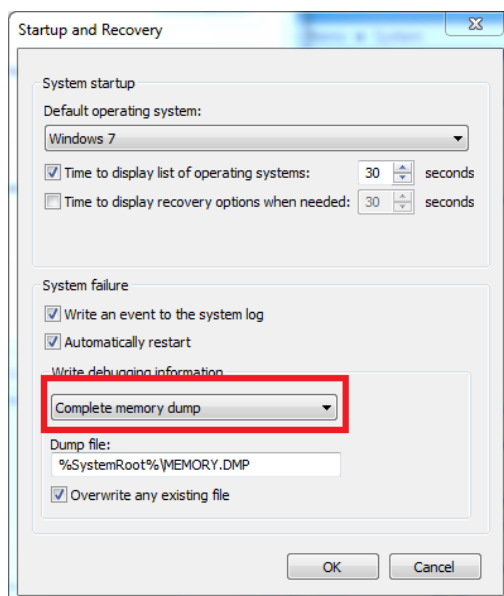 Startup and Recovery
System startup
Default operating system:
Windows 7
Time to display list of operating systems: 30 seconds
Time to display recovery options when needed: 30 seconds
System failure
Write an event to the system log
Automatically restart
Write debugging information
Complete memory dump
Dump file:
%SystemRoot%\MEMORY.DMP
Overwrite any existing file
OK Cancel